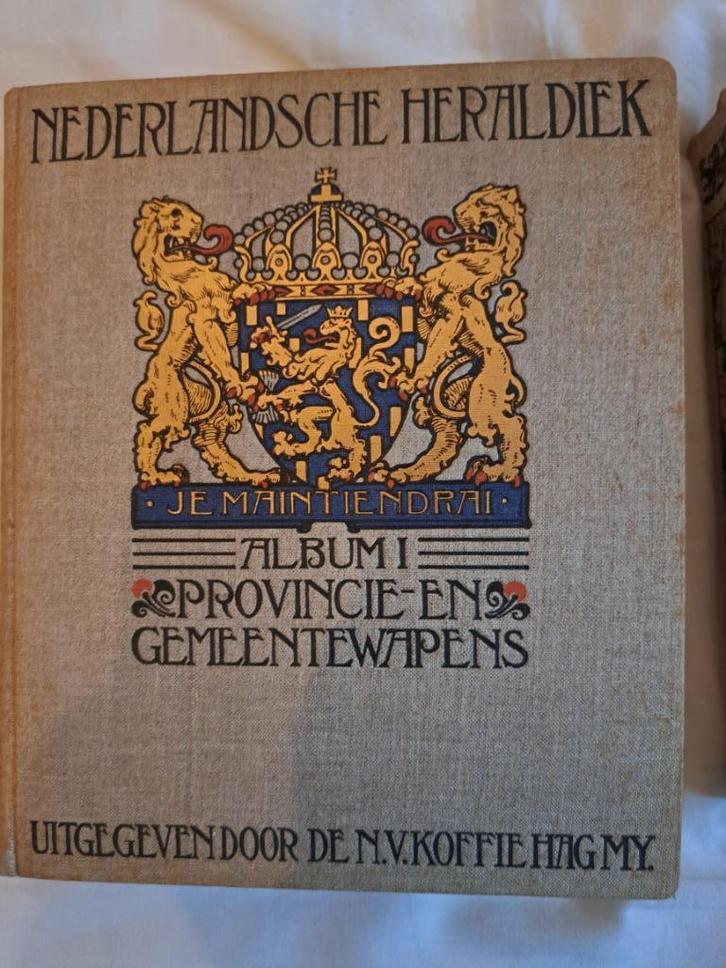 NEDERLANDSCHE HERALDIEK
· JE MAINTIENDRAI ·
ALBUM I
PROVINCIE-EN
GEMEENTEWAPENS
UITGEGEVEN DOOR DE N.V. KOFFIE HAG MY.